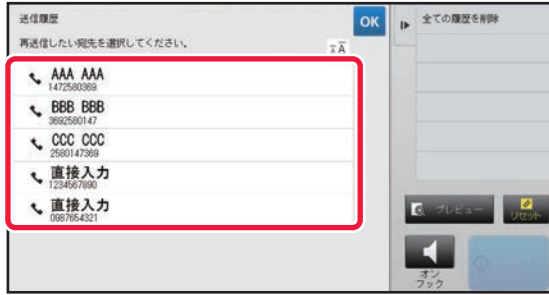 送信履歴
OK
全ての履歴を削除
再送信したい宛先を選択してください。
AAA AAA
1472580369
BBB BBB
3692580147
CCC CCC
2580147369
直接入力
1234567890
直接入力
0987654321
プレビュー
リセット
オン
フック